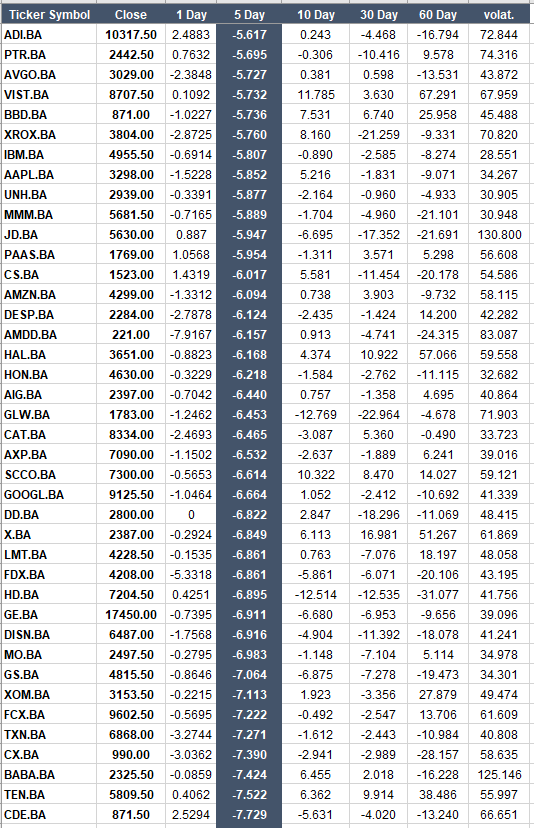 Ticker Symbol Close 1 Day 5 Day 10 Day 30 Day 60 Day volat.
ADI.BA 10317.50 2.4883 -5.617 0.243 -4.468 -16.794 72.844
PTR.BA 2442.50 0.7632 -5.695 -0.306 -10.416 9.578 74.316
AVGO.BA 3029.00 -2.3848 -5.727 0.381 0.598 -13.531 43.872
VIST.BA 8707.50 0.1092 -5.732 11.785 3.630 67.291 67.959
BBD.BA 871.00 -1.0227 -5.736 7.531 6.740 25.958 45.488
XROX.BA 3804.00 -2.8725 -5.760 8.160 -21.259 -9.331 70.820
IBM.BA 4955.50 -0.6914 -5.807 -0.890 -2.585 -8.274 28.551
AAPL.BA 3298.00 -1.5228 -5.852 5.216 -1.831 -9.071 34.267
UNH.BA 2939.00 -0.3391 -5.877 -2.164 -0.960 -4.933 30.905
MMM.BA 5681.50 -0.7165 -5.889 -1.704 -4.960 -21.101 30.948
JD.BA 5630.00 0.887 -5.947 -6.695 -17.352 -21.691 130.800
PAAS.BA 1769.00 1.0568 -5.954 -1.311 3.571 5.298 56.608
CS.BA 1523.00 1.4319 -6.017 5.581 -11.454 -20.178 54.586
AMZN.BA 4299.00 -1.3312 -6.094 0.738 3.903 -9.732 58.115
DESP.BA 2284.00 -2.7878 -6.124 -2.435 -1.424 14.200 42.282
AMDD.BA 221.00 -7.9167 -6.157 0.913 -4.741 -24.315 83.087
HAL.BA 3651.00 -0.8823 -6.168 4.374 10.922 57.066 59.558
HON.BA 4630.00 -0.3229 -6.218 -1.584 -2.762 -11.115 32.682
AIG.BA 2397.00 -0.7042 -6.440 0.757 -1.358 4.695 40.864
GLW.BA 1783.00 -1.2462 -6.453 -12.769 -22.964 -4.678 71.903
CAT.BA 8334.00 -2.4693 -6.465 -3.087 5.360 -0.490 33.723
AXP.BA 7090.00 -1.1502 -6.532 -2.637 -1.889 6.241 39.016
SCCO.BA 7300.00 -0.5653 -6.614 10.322 8.470 14.027 59.121
GOOGL.BA 9125.50 -1.0464 -6.664 1.052 -2.412 -10.692 41.339
DD.BA 2800.00 0 -6.822 2.847 -18.296 -11.069 48.415
X.BA 2387.00 -0.2924 -6.849 6.113 16.981 51.267 61.869
LMT.BA 4228.50 -0.1535 -6.861 0.763 -7.076 18.197 48.058
FDX.BA 4208.00 -5.3318 -6.861 -5.861 -6.071 -20.106 43.195
HD.BA 7204.50 0.4251 -6.895 -12.514 -12.535 -31.077 41.756
GE.BA 17450.00 -0.7395 -6.911 -6.680 -6.953 -9.656 39.096
DISN.BA 6487.00 -1.7568 -6.916 -4.904 -11.392 -18.078 41.241
MO.BA 2497.50 -0.2795 -6.983 -1.148 -7.104 5.114 34.978
GS.BA 4815.50 -0.8646 -7.064 -6.875 -7.278 -19.473 34.301
XOM.BA 3153.50 -0.2215 -7.113 1.923 -3.356 27.879 49.474
FCX.BA 9602.50 -0.5695 -7.222 -0.492 -2.547 13.706 61.609
TXN.BA 6868.00 -3.2744 -7.271 -1.612 -2.443 -10.984 40.808
CX.BA 990.00 -3.0362 -7.390 -2.941 -2.989 -28.157 58.635
BABA.BA 2325.50 -0.0859 -7.424 6.455 2.018 -16.228 125.146
TEN.BA 5809.50 0.4062 -7.522 6.362 9.914 38.486 55.997
CDE.BA 871.50 2.5294 -7.729 -5.631 -4.020 -13.240 66.651